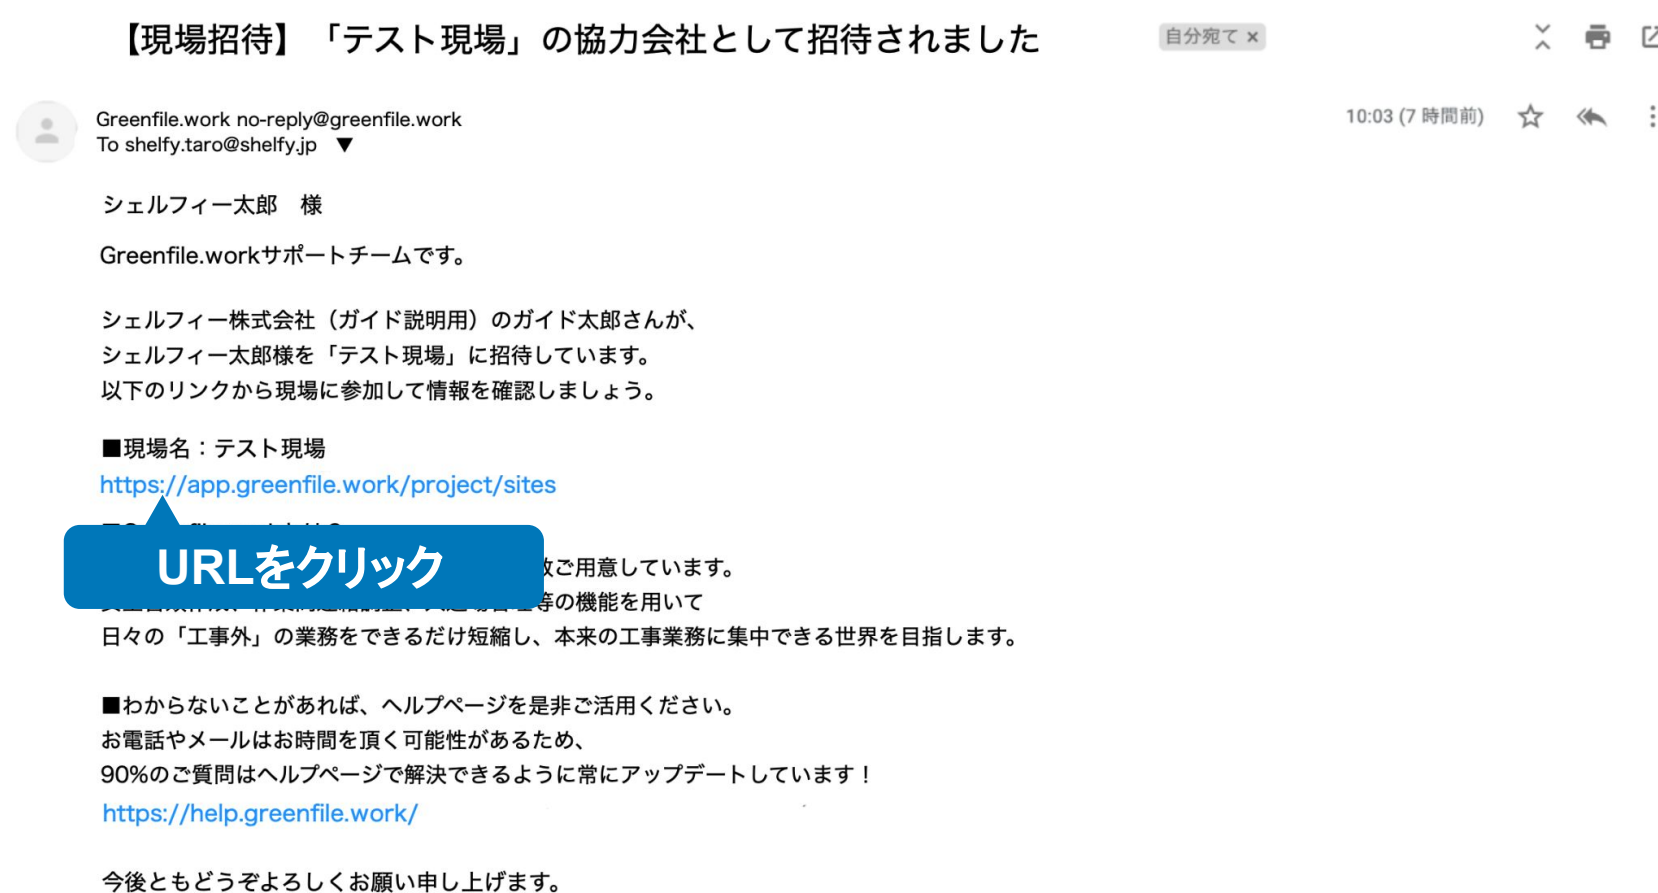 【現場招待】「テスト現場」の協力会社として招待されました
自分宛て ×
Greenfile.work no-reply@greenfile.work
10:03 (7 時間前)
To shelfy.taro@shelfy.jp ▼
シェルフィー太郎　様
Greenfile.workサポートチームです。
シェルフィー株式会社（ガイド説明用）のガイド太郎さんが、
シェルフィー太郎様を「テスト現場」に招待しています。
以下のリンクから現場に参加して情報を確認しましょう。
■現場名：テスト現場
https://app.greenfile.work/project/sites
URLをクリック
ご用意しています。
等の機能を用いて
日々の「工事外」の業務をできるだけ短縮し、本来の工事業務に集中できる世界を目指します。
■わからないことがあれば、ヘルプページを是非ご活用ください。
お電話やメールはお時間を頂く可能性があるため、
90%のご質問はヘルプページで解決できるように常にアップデートしています！
https://help.greenfile.work/
今後ともどうぞよろしくお願い申し上げます。